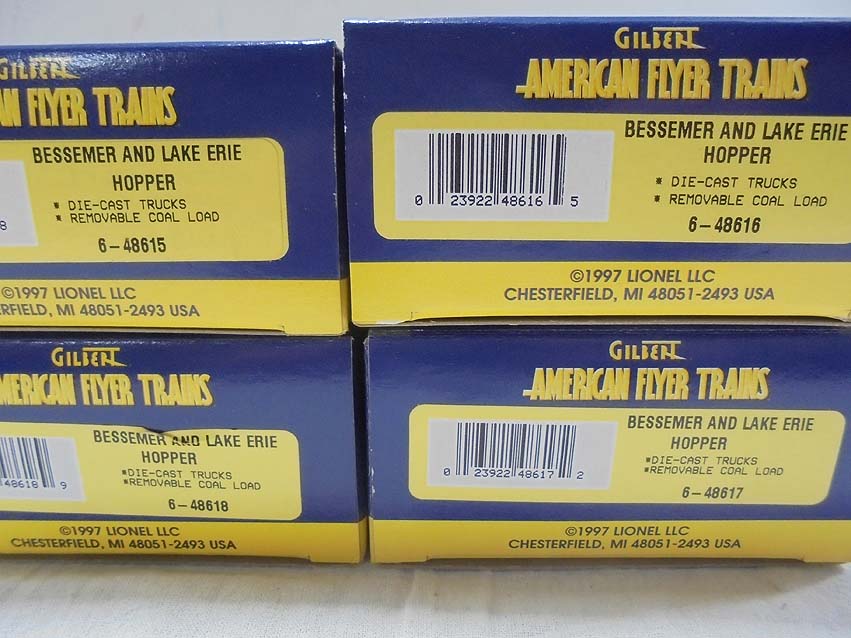 GILBERT
AMERICAN FLYER TRAINS
BESSEMER AND LAKE ERIE
HOPPER
* DIE-CAST TRUCKS
* REMOVABLE COAL LOAD
8
6-48615
©1997 LIONEL LLC
RFIELD, MI 48051-2493 USA
GILBERT
AMERICAN FLYER TRAINS
BESSEMER AND LAKE ERIE
HOPPER
* DIE-CAST TRUCKS
* REMOVABLE COAL LOAD
0 23922 48616 5
6-48616
©1997 LIONEL LLC
CHESTERFIELD, MI 48051-2493 USA
GILBERT
MERICAN FLYER TRAINS
BESSEMER AND LAKE ERIE
HOPPER
*DIE-CAST TRUCKS
*REMOVABLE COAL LOAD
48618 9
6-48618
©1997 LIONEL LLC
CHESTERFIELD, MI 48051-2493 USA
GILBERT
AMERICAN FLYER TRAINS
BESSEMER AND LAKE ERIE
HOPPER
*DIE-CAST TRUCKS
*REMOVABLE COAL LOAD
0 23922 48617 2
6-48617
©1997 LIONEL LLC
CHESTERFIELD, MI 48051-2493 USA